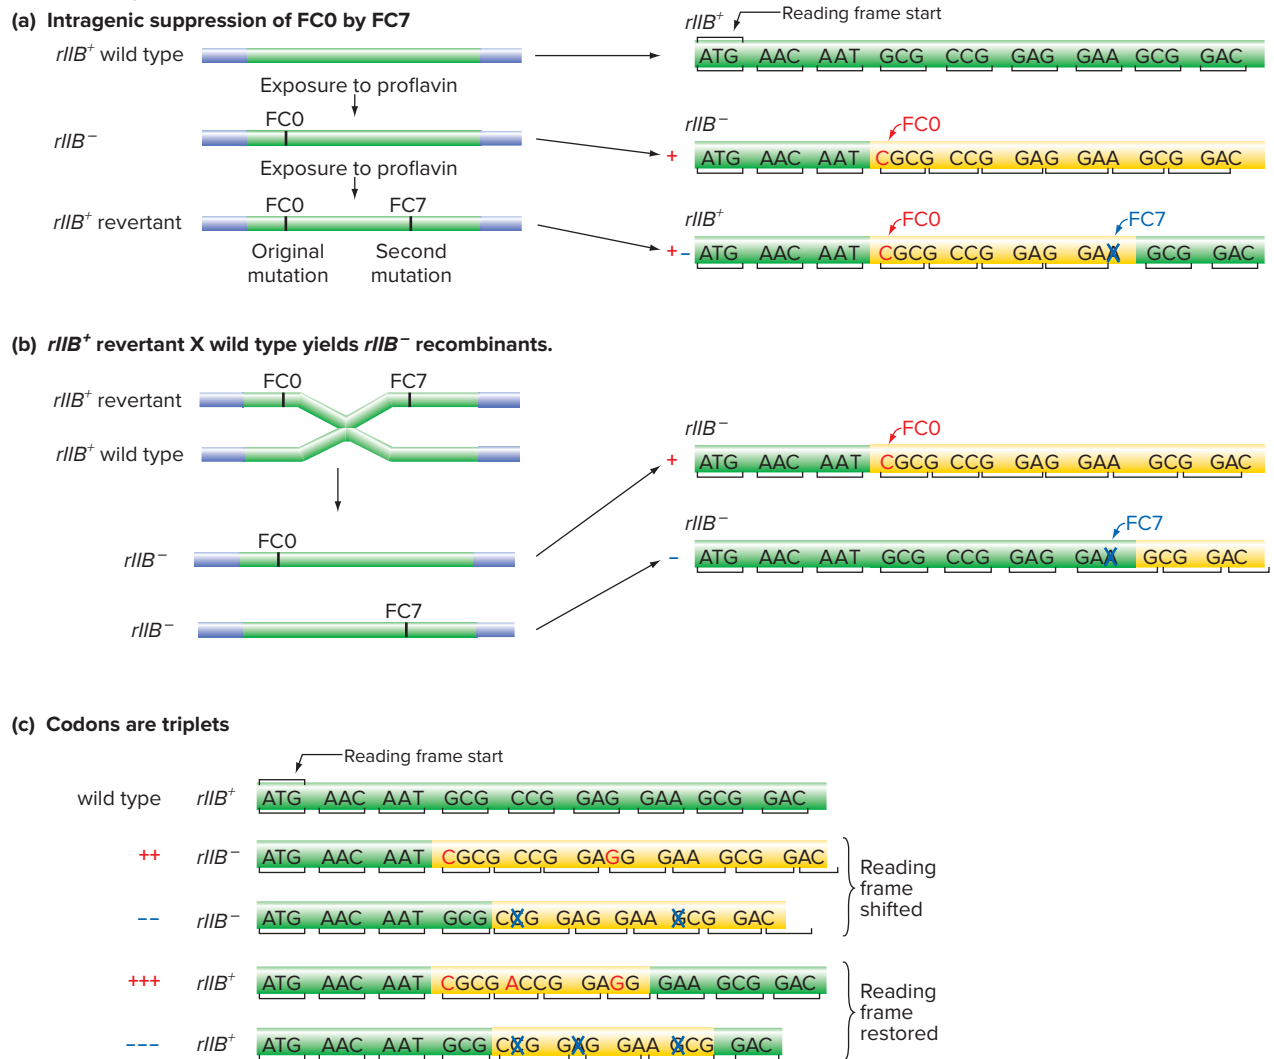 (a) Intragenic suppression of FC0 by FC7
rIIB+ Reading frame start
rIIB+ wild type
ATG AAC AAT GCG CCG GAG GAA GCG GAC
Exposure to proflavin
FC0
rIIB−
rIIB−
FC0
+ ATG AAC AAT CGCG CCG GAG GAA GCG GAC
Exposure to proflavin
FC0 FC7
rIIB+ revertant
Original mutation
Second mutation
rIIB+
FC0 FC7
+− ATG AAC AAT CGCG CCG GAG GAA GCG GAC
(b) rIIB+ revertant X wild type yields rIIB− recombinants.
FC0 FC7
rIIB+ revertant
rIIB+ wild type
rIIB−
FC0
+ ATG AAC AAT CGCG CCG GAG GAA GCG GAC
FC0
rIIB−
rIIB−
FC7
− ATG AAC AAT GCG CCG GAG GAA GCG GAC
FC7
rIIB−
(c) Codons are triplets
Reading frame start
wild type rIIB+ ATG AAC AAT GCG CCG GAG GAA GCG GAC
++ rIIB− ATG AAC AAT CGCG CCG GAGG GAA GCG GAC
−− rIIB− ATG AAC AAT GCG CCG GAG GAA GCG GAC
Reading
frame
shifted
+++ rIIB+ ATG AAC AAT CGCG ACCG GAGG GAA GCG GAC
−−− rIIB+ ATG AAC AAT GCG CCG GAG GAA GCG GAC
Reading
frame
restored